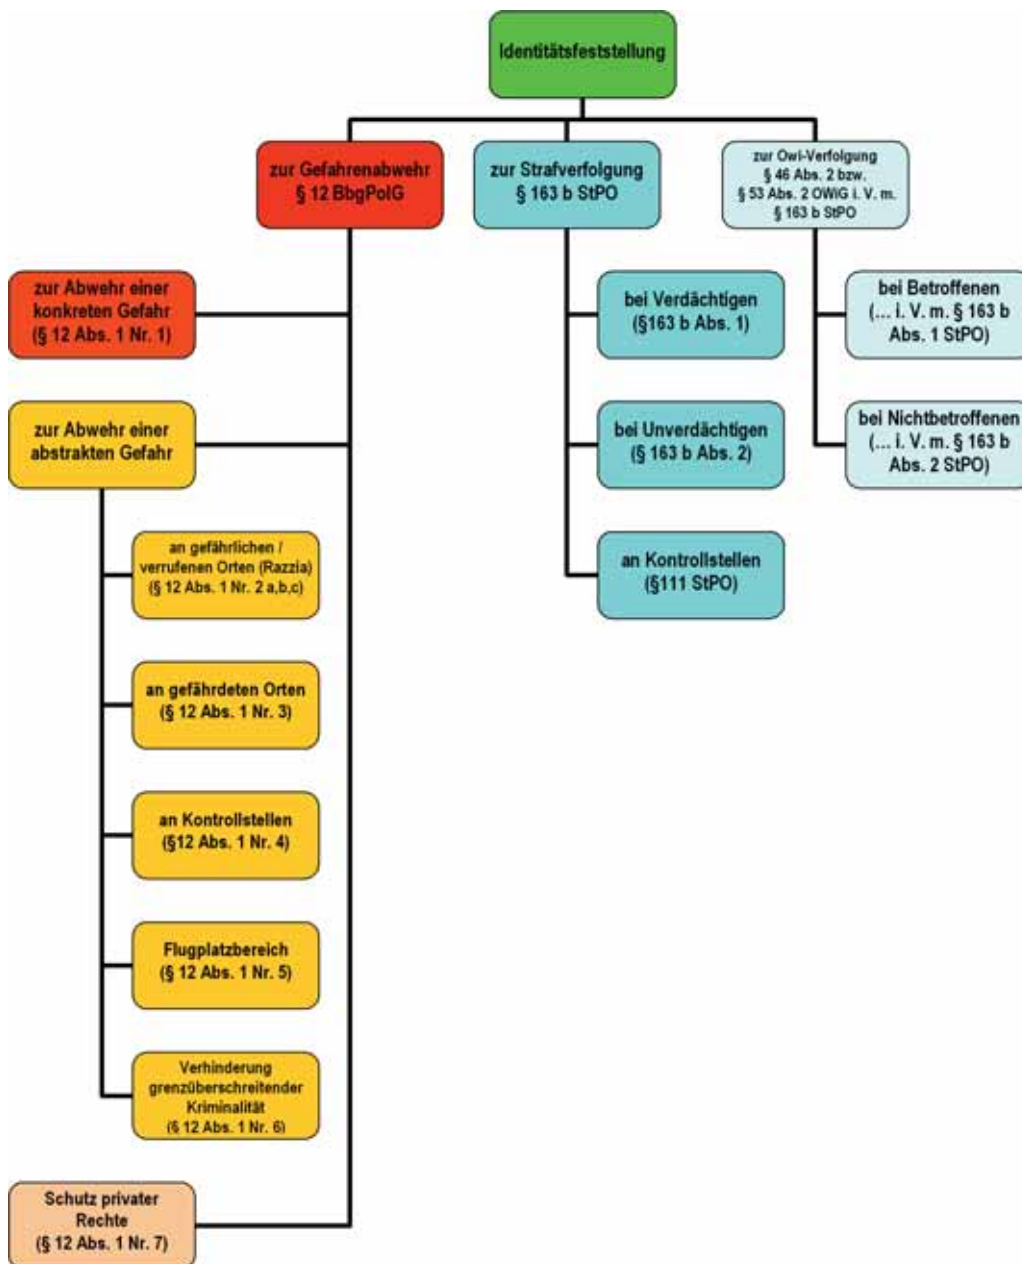 Identitätsfeststellung
zur Gefahrenabwehr
§ 12 BbgPolG
zur Strafverfolgung
§ 163 b StPO
zur Owi-Verfolgung
§ 46 Abs. 2 bzw.
§ 53 Abs. 2 OWiG i. V. m.
§ 163 b StPO
zur Abwehr einer
konkreten Gefahr
(§ 12 Abs. 1 Nr. 1)
zur Abwehr einer
abstrakten Gefahr
an gefährlichen /
verrufenen Orten (Razzia)
(§ 12 Abs. 1 Nr. 2 a,b,c)
an gefährdeten Orten
(§ 12 Abs. 1 Nr. 3)
an Kontrollstellen
(§12 Abs. 1 Nr. 4)
Flugplatzbereich
(§ 12 Abs. 1 Nr. 5)
Verhinderung
grenzüberschreitender
Kriminalität
(§ 12 Abs. 1 Nr. 6)
Schutz privater
Rechte
(§ 12 Abs. 1 Nr. 7)
bei Verdächtigen
(§163 b Abs. 1)
bei Unverdächtigen
(§ 163 b Abs. 2)
an Kontrollstellen
(§111 StPO)
bei Betroffenen
(... i. V. m. § 163 b
Abs. 1 StPO)
bei Nichtbetroffenen
(... i. V. m. § 163 b
Abs. 2 StPO)